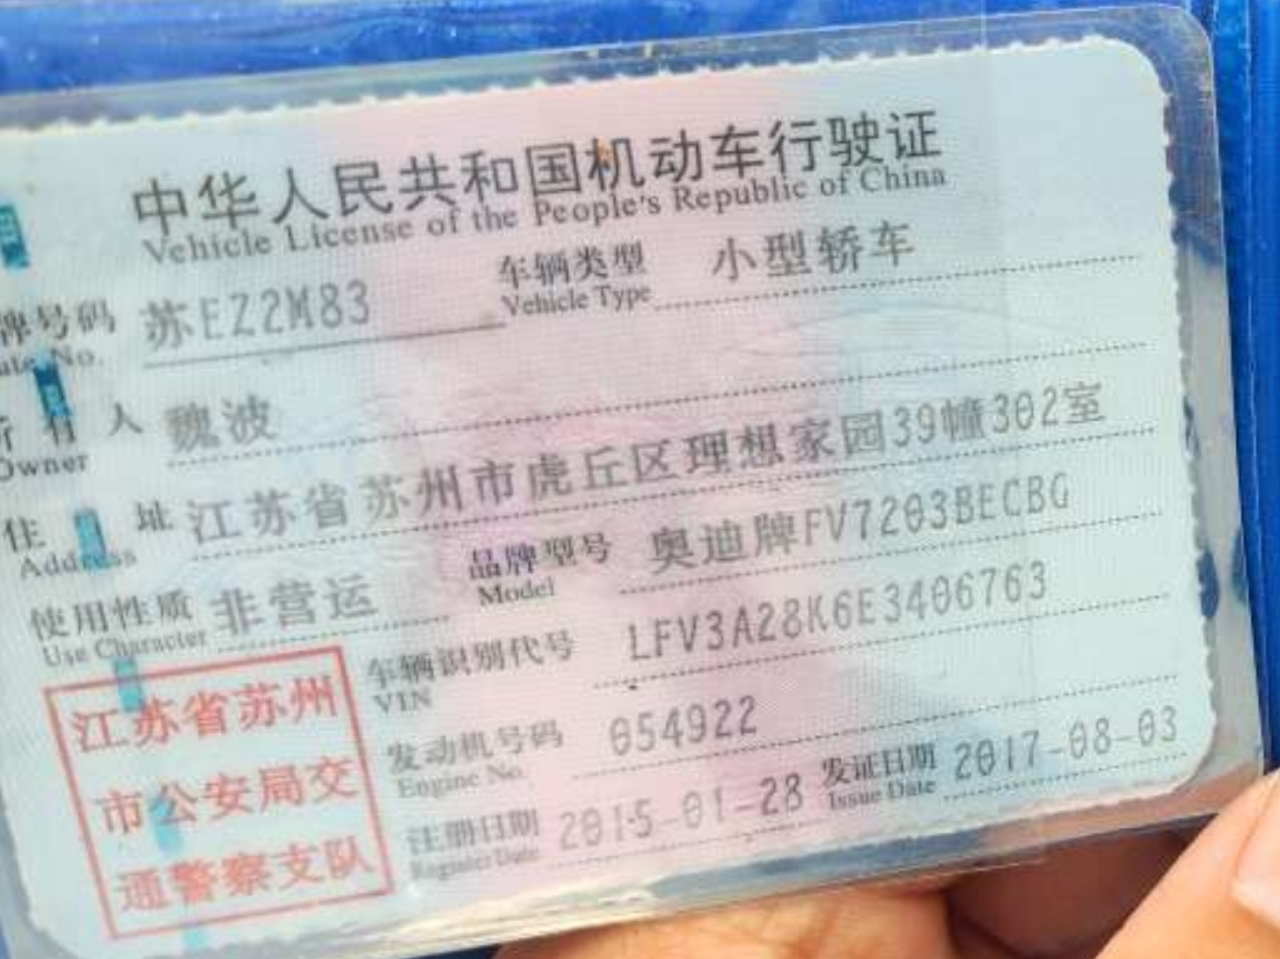 中华人民共和国机动车行驶证
Vehicle License of the People's Republic of China
牌号码 苏EZ2M83 车辆类型 小型轿车
No. Vehicle Type
所有人 魏波
Owner
住址 江苏省苏州市虎丘区理想家园39幢302室
Address
使用性质 非营运 品牌型号 奥迪牌FV7203BECBG
Use Character Model
车辆识别代号 LFV3A28K6E3406763
VIN
发动机号码 054922
Engine No.
注册日期 2015-01-28 发证日期 2017-08-03
Register Date Issue Date
江苏省苏州
市公安局交
通警察支队